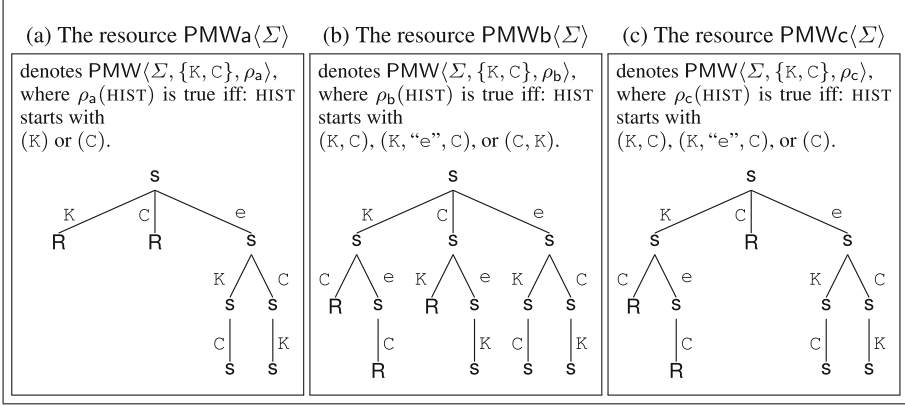 (a) The resource PMWa⟨Σ⟩
denotes PMW⟨Σ, {K, C}, ρa⟩,
where ρa(HIST) is true iff: HIST
starts with
(K) or (C).
S
K C e
R R S
K C
S S
C K
S S
(b) The resource PMWb⟨Σ⟩
denotes PMW⟨Σ, {K, C}, ρb⟩,
where ρb(HIST) is true iff: HIST
starts with
(K, C), (K, “e”, C), or (C, K).
S
K C e
S S S
C e K e K C
R S R S S S
C K C K
R S S S
(c) The resource PMWc⟨Σ⟩
denotes PMW⟨Σ, {K, C}, ρc⟩,
where ρc(HIST) is true iff: HIST
starts with
(K, C), (K, “e”, C), or (C).
S
K C e
S R S
C e K C
R S S S
C C K
R S S